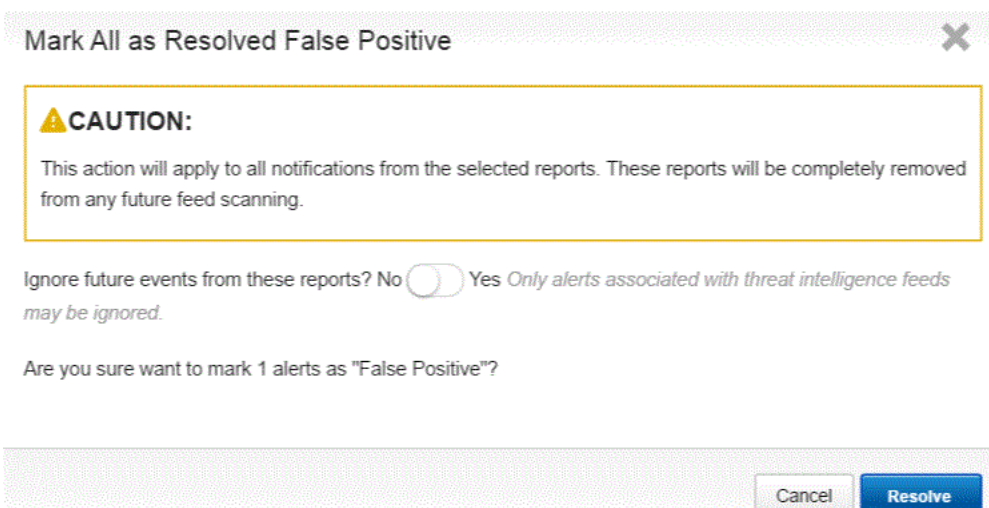 Mark All as Resolved False Positive
CAUTION:
This action will apply to all notifications from the selected reports. These reports will be completely removed
from any future feed scanning.
Ignore future events from these reports? No Yes Only alerts associated with threat intelligence feeds
may be ignored.
Are you sure want to mark 1 alerts as "False Positive"?
Cancel Resolve